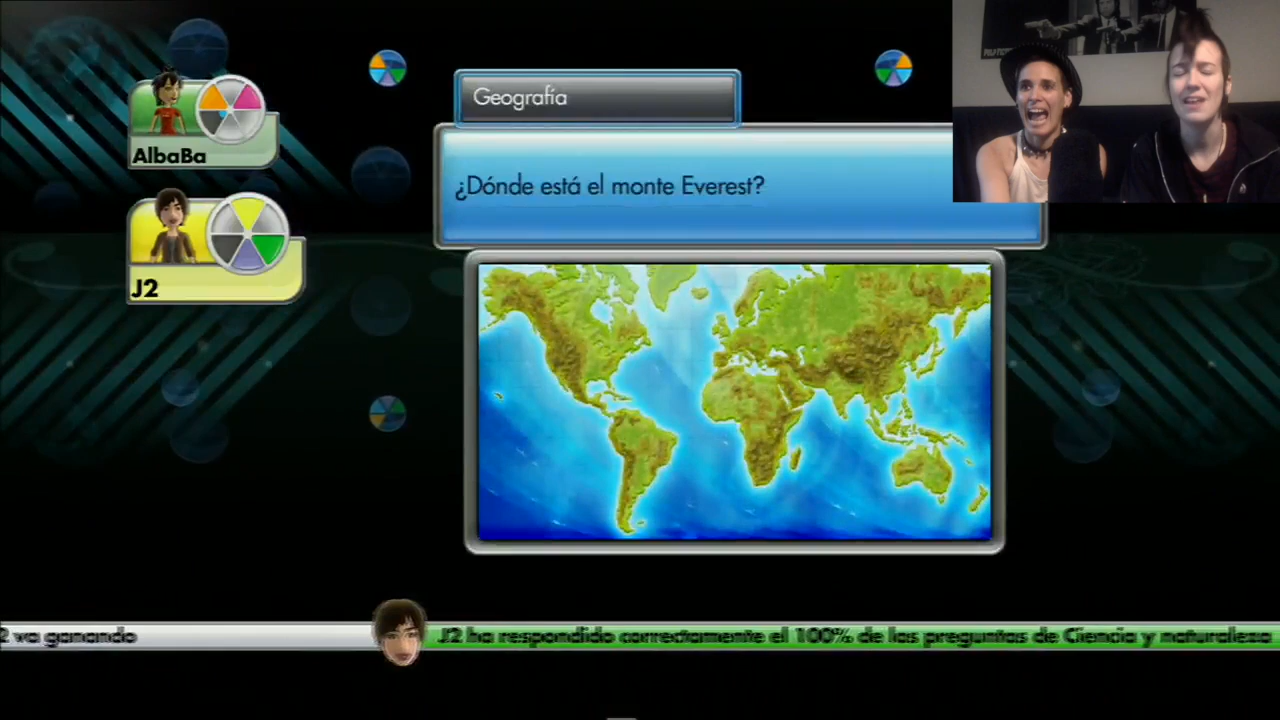 Geografía
¿Dónde está el monte Everest?
AlbaBa
J2
2 va ganando
J2 ha respondido correctamente el 100% de las preguntas de Ciencia y naturaleza